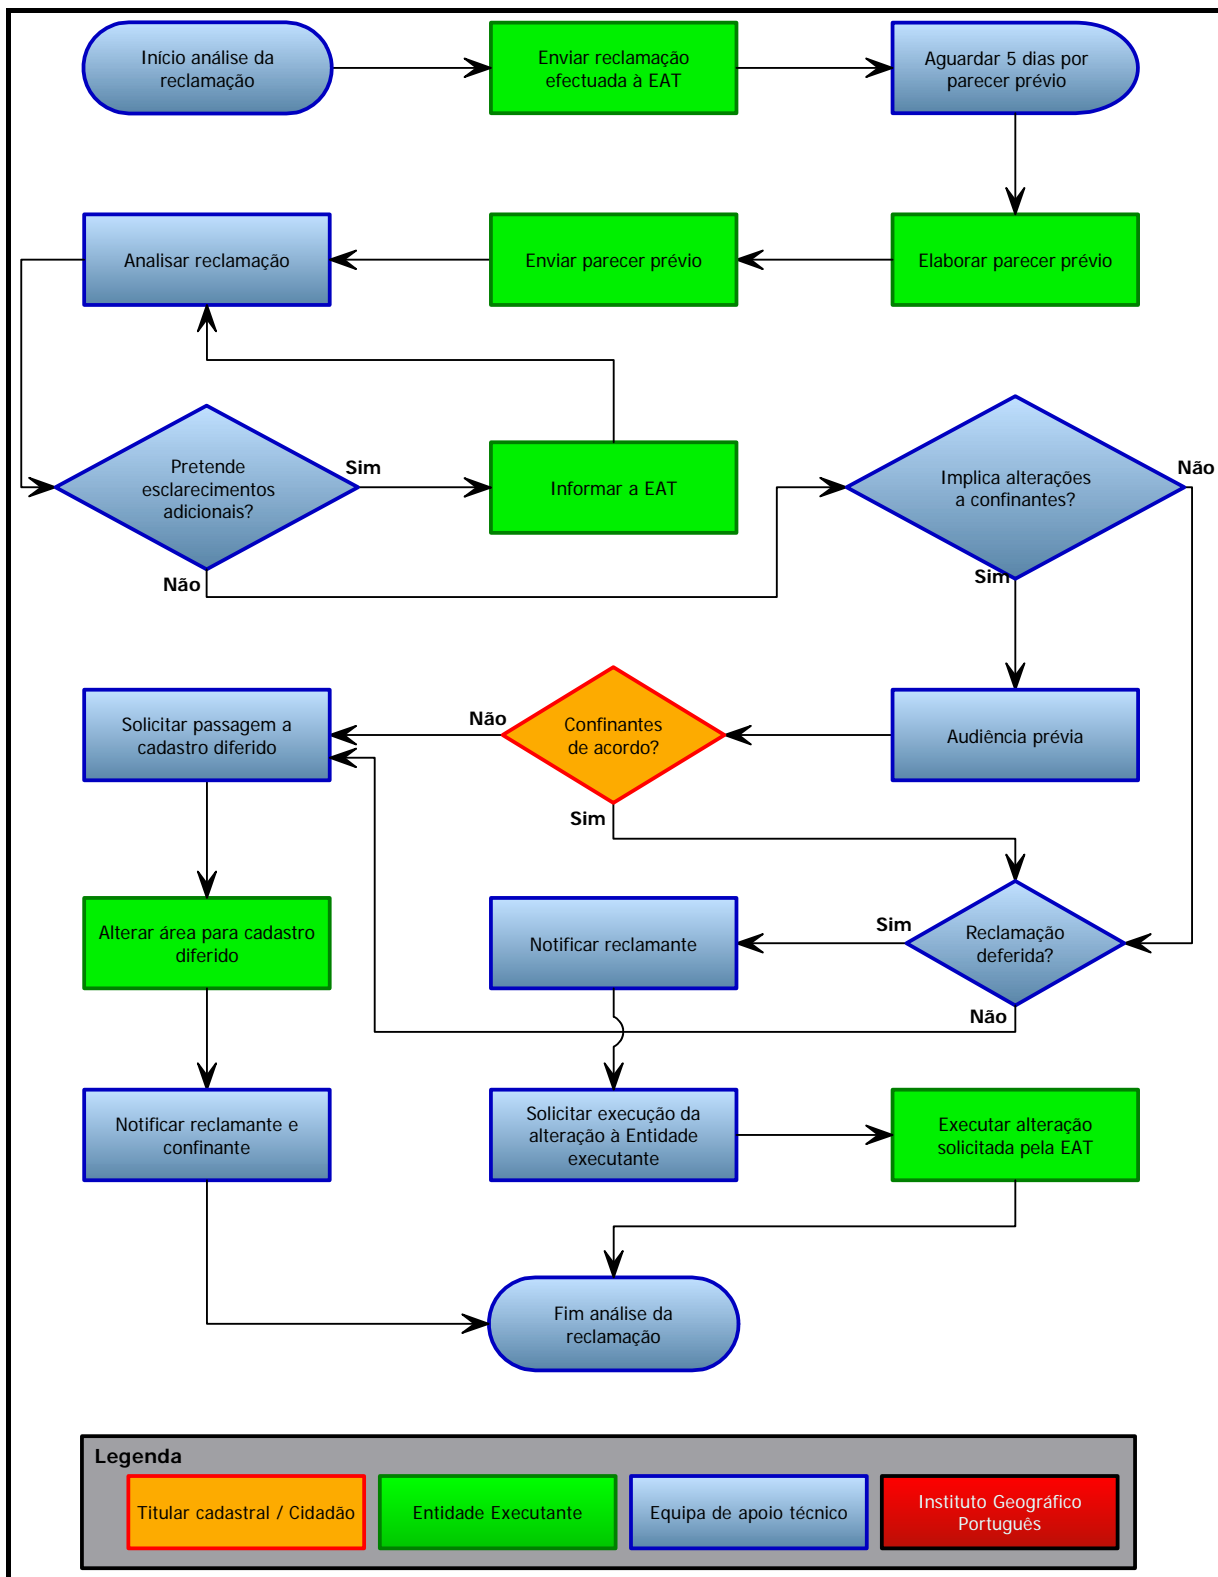 Início análise da
reclamação
Enviar reclamação
efectuada à EAT
Aguardar 5 dias por
parecer prévio
Analisar reclamação
Enviar parecer prévio
Elaborar parecer prévio
Pretende
esclarecimentos
adicionais?
Sim
Não
Informar a EAT
Implica alterações
a confinantes?
Não
Sim
Solicitar passagem a
cadastro diferido
Não
Confinantes
de acordo?
Sim
Audiência prévia
Alterar área para cadastro
diferido
Notificar reclamante
Sim
Reclamação
deferida?
Não
Notificar reclamante e
confinante
Solicitar execução da
alteração à Entidade
executante
Executar alteração
solicitada pela EAT
Fim análise da
reclamação
Legenda
Titular cadastral / Cidadão
Entidade Executante
Equipa de apoio técnico
Instituto Geográfico
Português